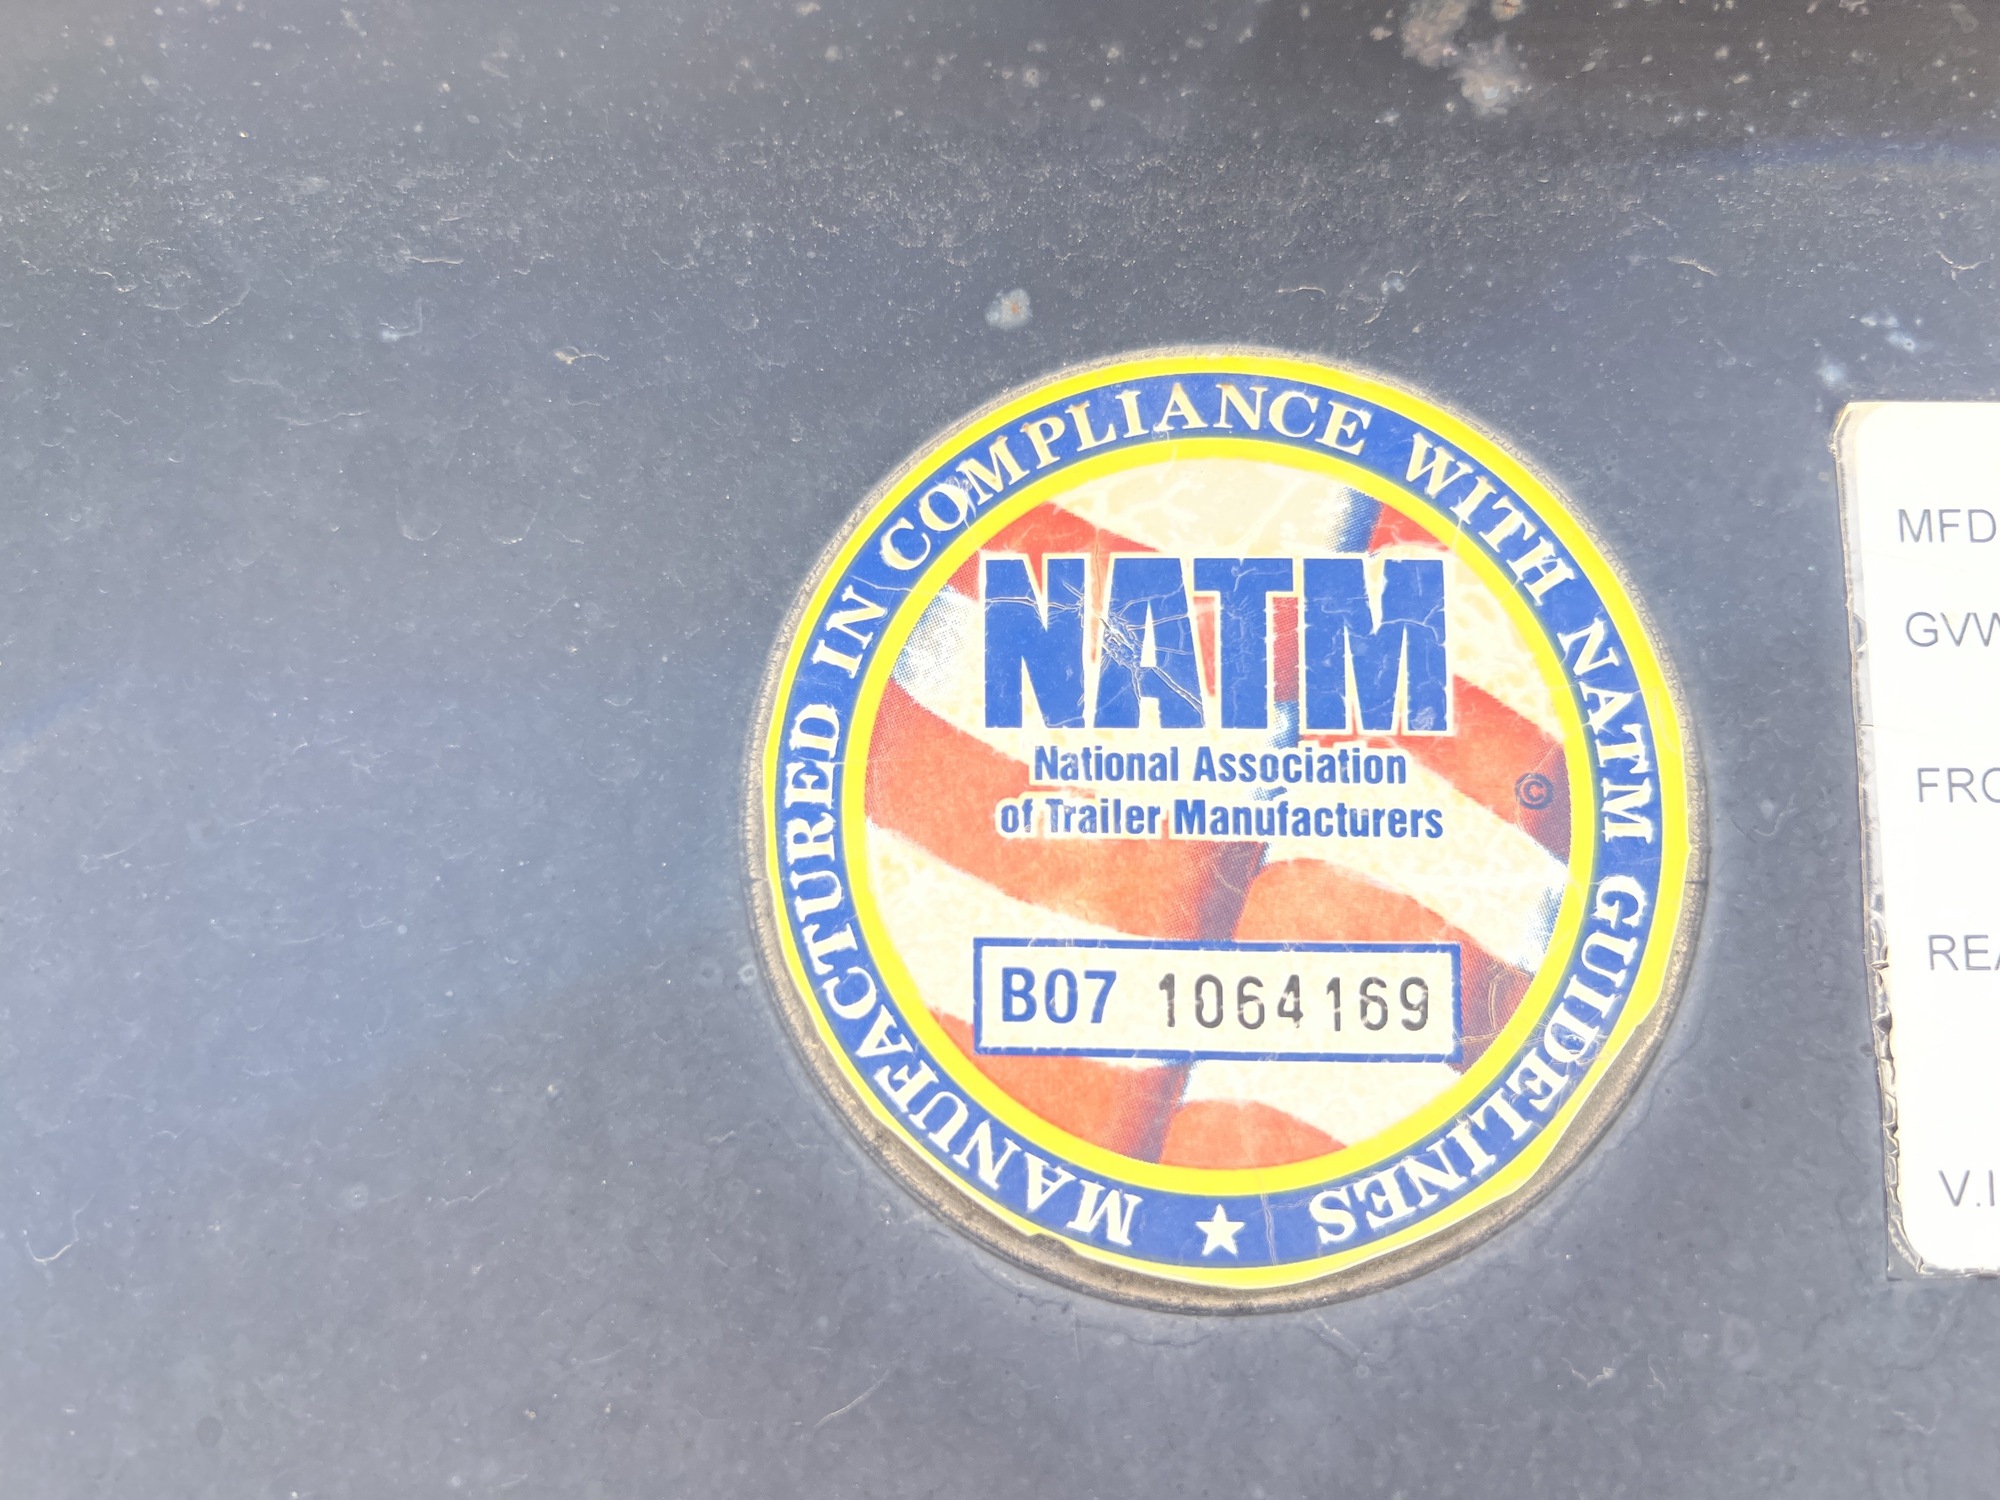 MANUFACTURED IN COMPLIANCE WITH NATM GUIDELINES
NATM
National Association
of Trailer Manufacturers
©
B07 1064169
MFD
GVW
FRO
REA
V.I